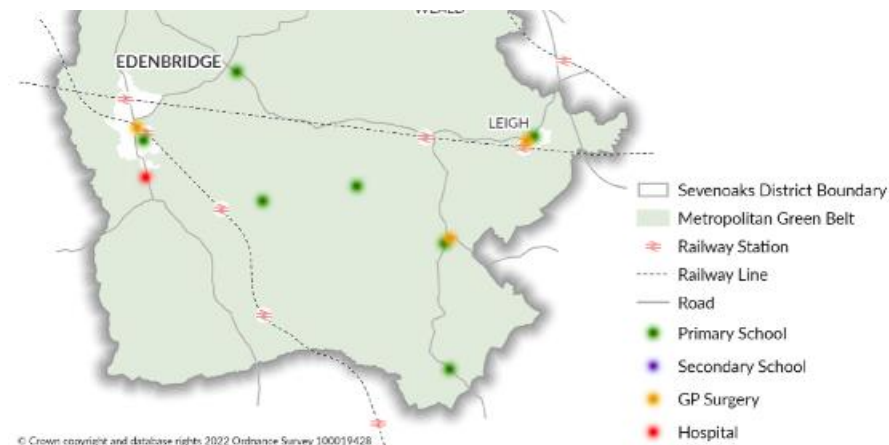 WEALD
EDENBRIDGE
LEIGH
Sevenoaks District Boundary
Metropolitan Green Belt
Railway Station
Railway Line
Road
Primary School
Secondary School
GP Surgery
Hospital
© Crown copyright and database rights 2022 Ordnance Survey 100019428